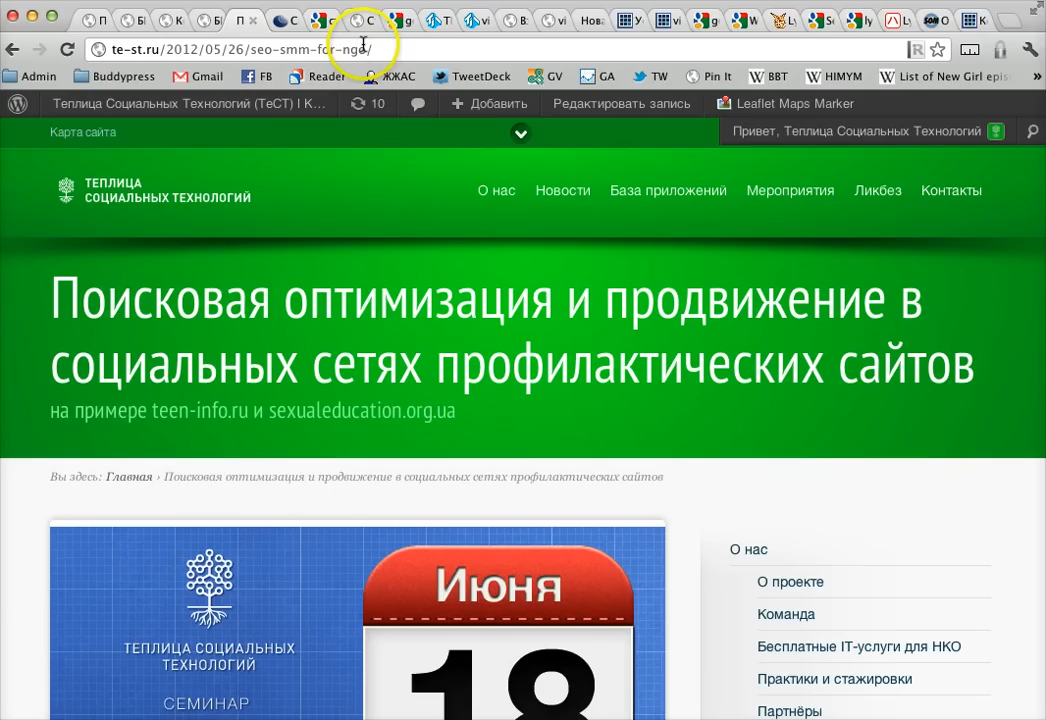 te-st.ru/2012/05/26/seo-smm-for-ngo/
Admin Buddypress Gmail FB Reader ЖЖАС TweetDeck GV GA TW Pin It BBT HIMYM List of New Girl epis »
Теплица Социальных Технологий (ТеСТ) I К... 10 Добавить Редактировать запись Leaflet Maps Marker
Карта сайта Привет, Теплица Социальных Технологий
ТЕПЛИЦА
СОЦИАЛЬНЫХ ТЕХНОЛОГИЙ
О нас Новости База приложений Мероприятия Ликбез Контакты
Поисковая оптимизация и продвижение в
социальных сетях профилактических сайтов
на примере teen-info.ru и sexualeducation.org.ua
Вы здесь: Главная › Поисковая оптимизация и продвижение в социальных сетях профилактических сайтов
ТЕПЛИЦА СОЦИАЛЬНЫХ
ТЕХНОЛОГИЙ
СЕМИНАР
Июня
18
О нас
О проекте
Команда
Бесплатные IT-услуги для НКО
Практики и стажировки
Партнёры